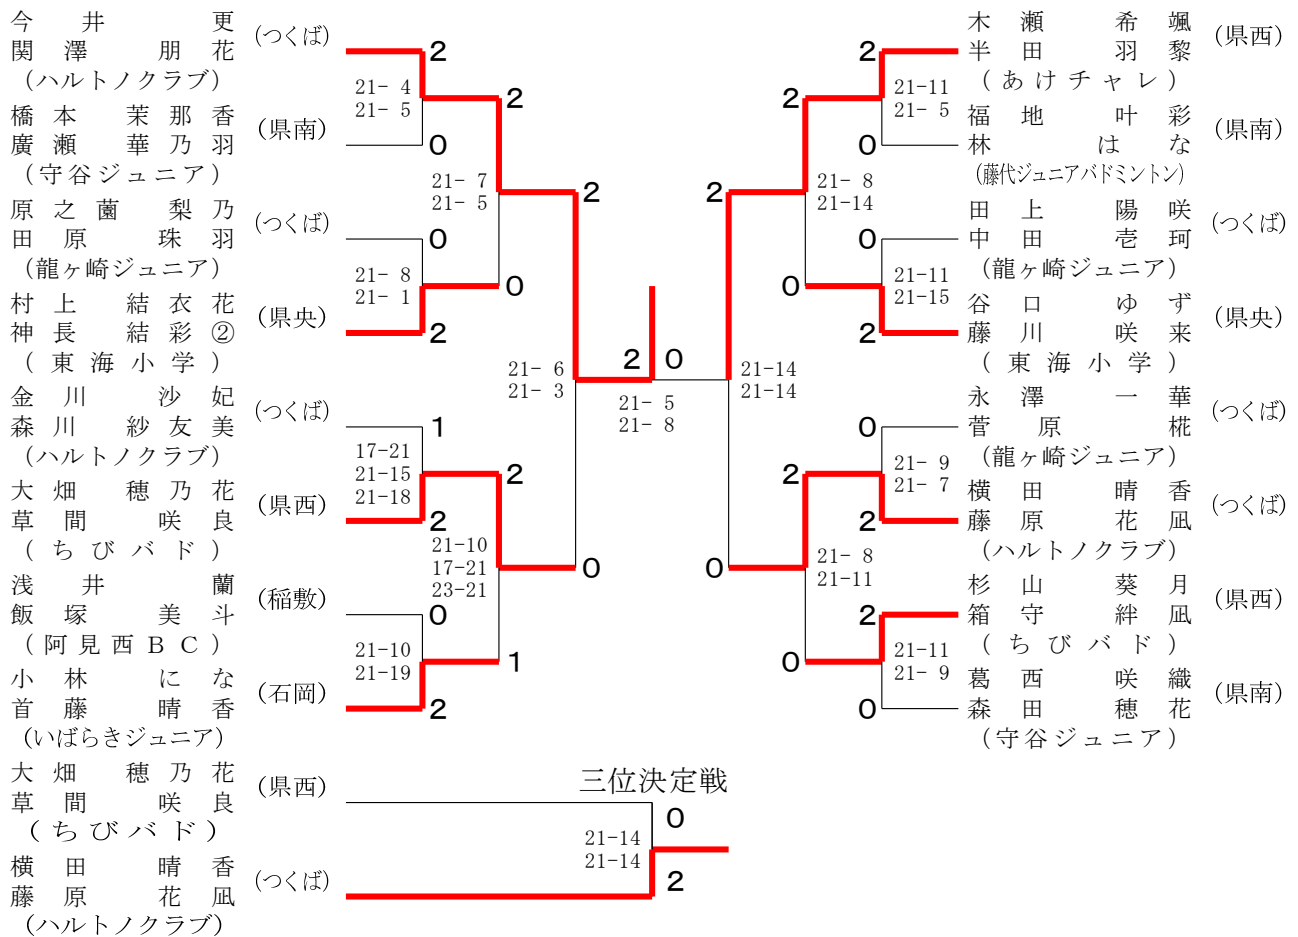 今井 更
関澤 朋花
(ハルトノクラブ)
(つくば)
橋本 茉那香
廣瀬 華乃羽
(守谷ジュニア)
(県南)
原之薗 梨乃
田原 珠羽
(龍ヶ崎ジュニア)
(つくば)
村上 結衣花
神長 結彩②
(東海小学)
(県央)
金川 沙妃
森川 紗友美
(ハルトノクラブ)
(つくば)
大畑 穂乃花
草間 咲良
(ちびバド)
(県西)
浅井 蘭
飯塚 美斗
(阿見西BC)
(稲敷)
小林 にな
首藤 晴香
(いばらきジュニア)
(石岡)
2
21- 4
21- 5
0
2
21- 7
21- 5
0
21- 8
21- 1
2
0
2
21- 6
21- 3
1
17-21
21-15
21-18
2
2
21-10
17-21
23-21
0
21-10
21-19
2
1
0
2 0
21- 5
21- 8
木瀬 希颯
半田 羽黎
(あけチャレ)
(県西)
福地 叶彩
林 はな
(藤代ジュニアバドミントン)
(県南)
田上 陽咲
中田 壱珂
(龍ヶ崎ジュニア)
(つくば)
谷口 ゆず
藤川 咲来
(東海小学)
(県央)
永澤 一華
菅原 椛
(龍ヶ崎ジュニア)
(つくば)
横田 晴香
藤原 花凪
(ハルトノクラブ)
(つくば)
杉山 葵月
箱守 絆凪
(ちびバド)
(県西)
葛西 咲織
森田 穂花
(守谷ジュニア)
(県南)
2
21-11
21- 5
0
2
21- 8
21-14
0
21-11
21-15
2
0
2
21-14
21-14
0
21- 9
21- 7
2
2
21- 8
21-11
2
21-11
21- 9
0
0
0
三位決定戦
大畑 穂乃花
草間 咲良
(ちびバド)
(県西)
横田 晴香
藤原 花凪
(ハルトノクラブ)
(つくば)
0
21-14
21-14
2